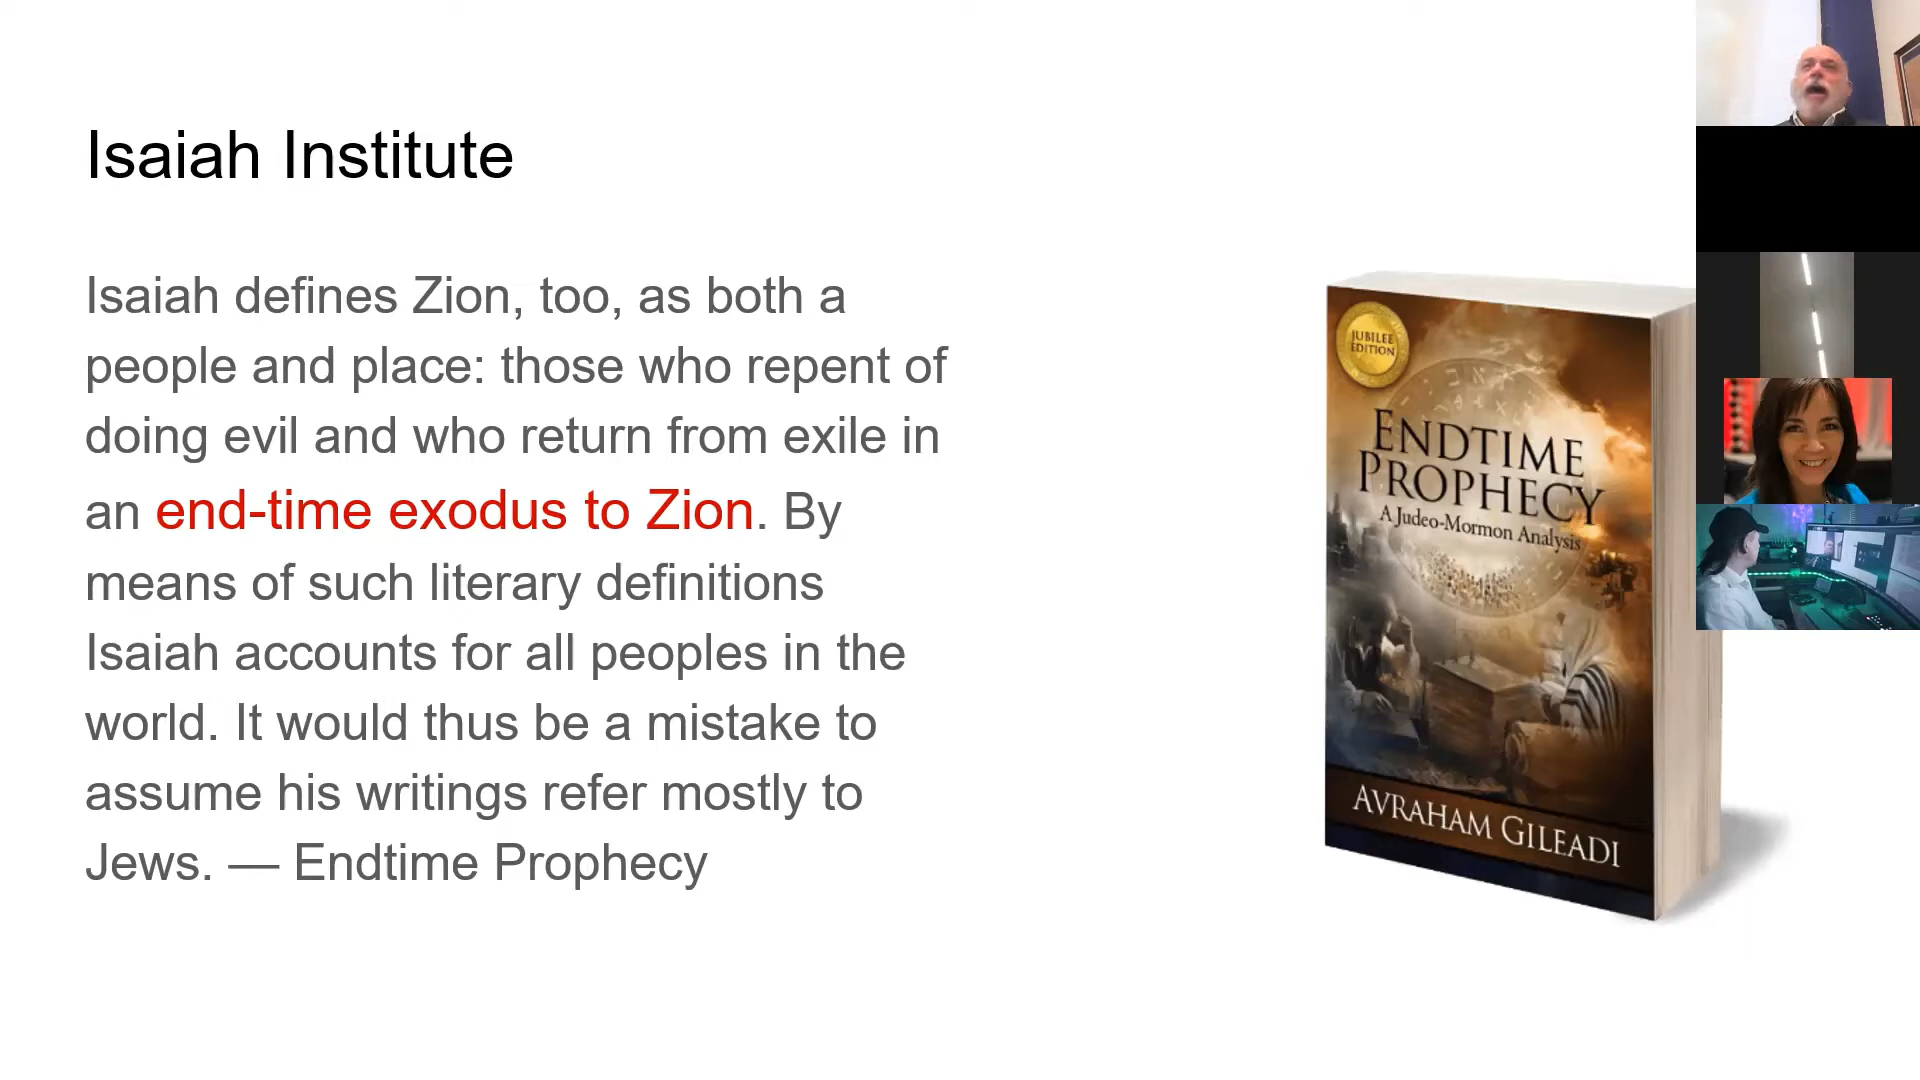 Isaiah Institute
Isaiah defines Zion, too, as both a
people and place: those who repent of
doing evil and who return from exile in
an end-time exodus to Zion. By
means of such literary definitions
Isaiah accounts for all peoples in the
world. It would thus be a mistake to
assume his writings refer mostly to
Jews. — Endtime Prophecy
JUBILEE
EDITION
ENDTIME
PROPHECY
A Judeo-Mormon Analysis
AVRAHAM GILEADI